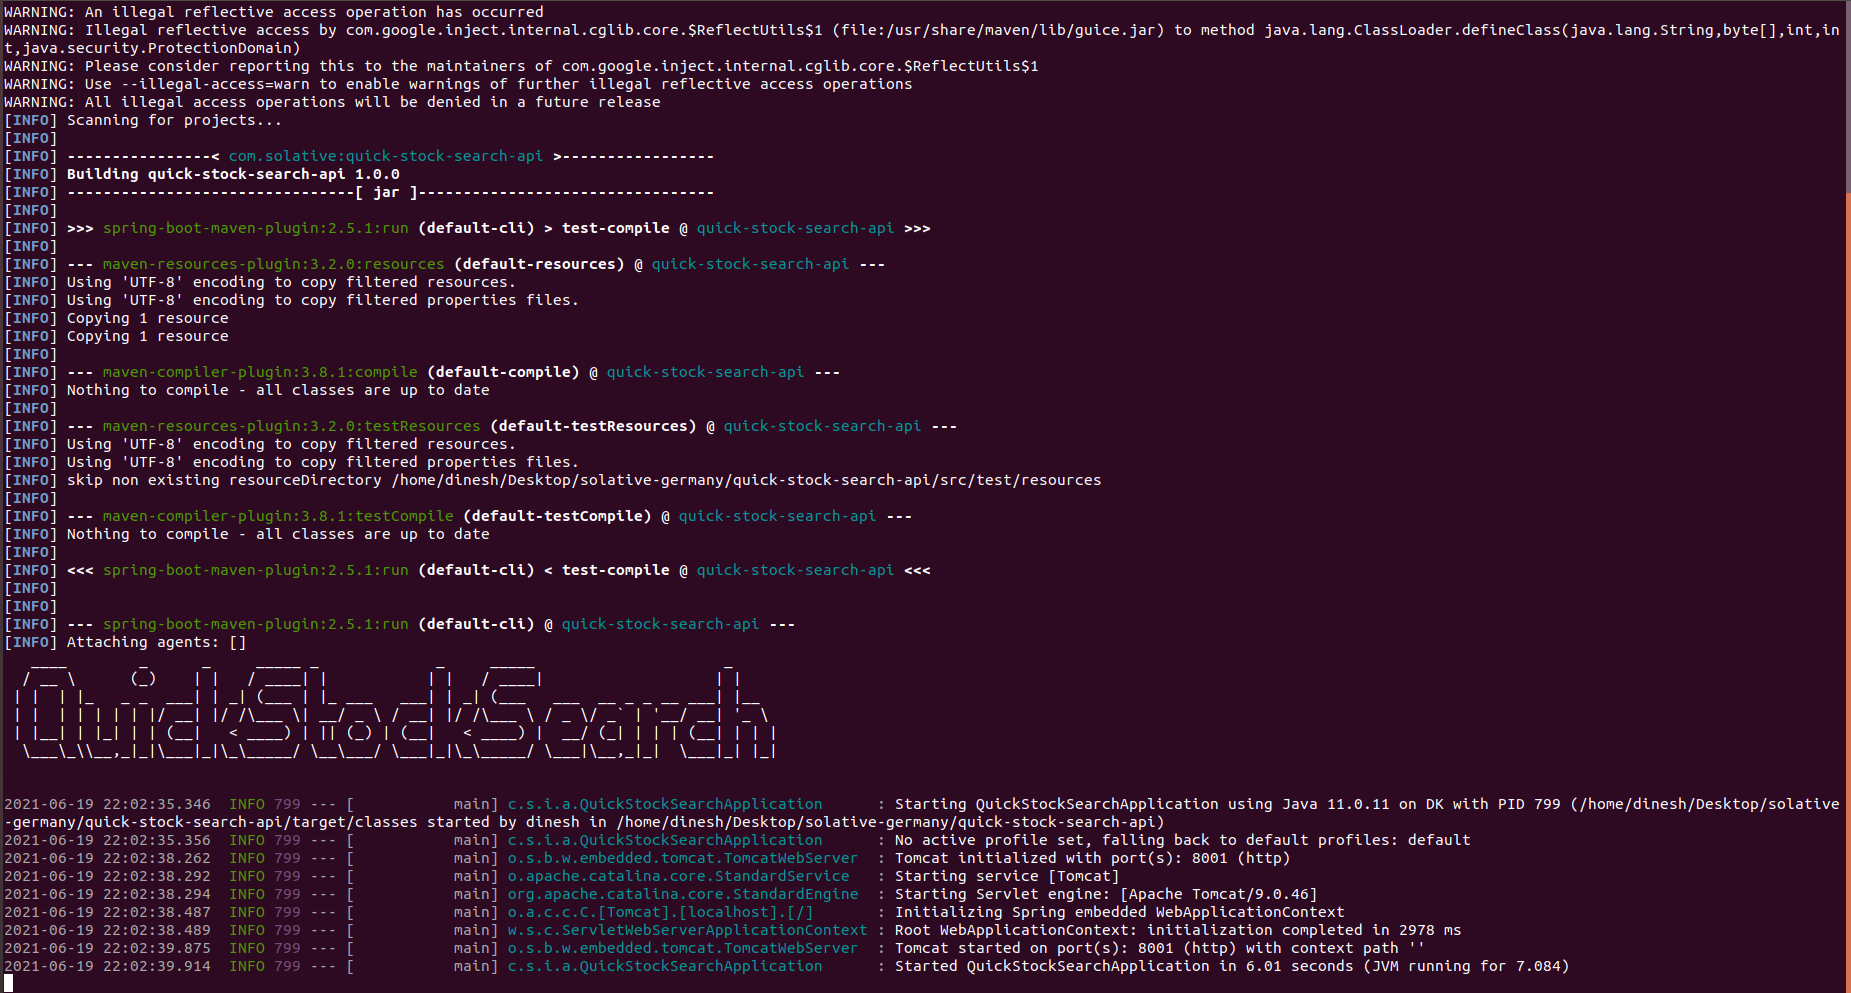 WARNING: An illegal reflective access operation has occurred
WARNING: Illegal reflective access by com.google.inject.internal.cglib.core.$ReflectUtils$1 (file:/usr/share/maven/lib/guice.jar) to method java.lang.ClassLoader.defineClass(java.lang.String,byte[],int,in
t,java.security.ProtectionDomain)
WARNING: Please consider reporting this to the maintainers of com.google.inject.internal.cglib.core.$ReflectUtils$1
WARNING: Use --illegal-access=warn to enable warnings of further illegal reflective access operations
WARNING: All illegal access operations will be denied in a future release
[INFO] Scanning for projects...
[INFO]
[INFO] ----------------< com.solative:quick-stock-search-api >-----------------
[INFO] Building quick-stock-search-api 1.0.0
[INFO] --------------------------------[ jar ]---------------------------------
[INFO]
[INFO] >>> spring-boot-maven-plugin:2.5.1:run (default-cli) > test-compile @ quick-stock-search-api >>>
[INFO]
[INFO] --- maven-resources-plugin:3.2.0:resources (default-resources) @ quick-stock-search-api ---
[INFO] Using 'UTF-8' encoding to copy filtered resources.
[INFO] Using 'UTF-8' encoding to copy filtered properties files.
[INFO] Copying 1 resource
[INFO] Copying 1 resource
[INFO]
[INFO] --- maven-compiler-plugin:3.8.1:compile (default-compile) @ quick-stock-search-api ---
[INFO] Nothing to compile - all classes are up to date
[INFO]
[INFO] --- maven-resources-plugin:3.2.0:testResources (default-testResources) @ quick-stock-search-api ---
[INFO] Using 'UTF-8' encoding to copy filtered resources.
[INFO] Using 'UTF-8' encoding to copy filtered properties files.
[INFO] skip non existing resourceDirectory /home/dinesh/Desktop/solative-germany/quick-stock-search-api/src/test/resources
[INFO]
[INFO] --- maven-compiler-plugin:3.8.1:testCompile (default-testCompile) @ quick-stock-search-api ---
[INFO] Nothing to compile - all classes are up to date
[INFO]
[INFO] <<< spring-boot-maven-plugin:2.5.1:run (default-cli) < test-compile @ quick-stock-search-api <<<
[INFO]
[INFO]
[INFO] --- spring-boot-maven-plugin:2.5.1:run (default-cli) @ quick-stock-search-api ---
[INFO] Attaching agents: []
QuickStockSearch
2021-06-19 22:02:35.346  INFO 799 --- [           main] c.s.i.a.QuickStockSearchApplication      : Starting QuickStockSearchApplication using Java 11.0.11 on DK with PID 799 (/home/dinesh/Desktop/solative
-germany/quick-stock-search-api/target/classes started by dinesh in /home/dinesh/Desktop/solative-germany/quick-stock-search-api)
2021-06-19 22:02:35.356  INFO 799 --- [           main] c.s.i.a.QuickStockSearchApplication      : No active profile set, falling back to default profiles: default
2021-06-19 22:02:38.262  INFO 799 --- [           main] o.s.b.w.embedded.tomcat.TomcatWebServer  : Tomcat initialized with port(s): 8001 (http)
2021-06-19 22:02:38.292  INFO 799 --- [           main] o.apache.catalina.core.StandardService   : Starting service [Tomcat]
2021-06-19 22:02:38.294  INFO 799 --- [           main] org.apache.catalina.core.StandardEngine  : Starting Servlet engine: [Apache Tomcat/9.0.46]
2021-06-19 22:02:38.487  INFO 799 --- [           main] o.a.c.c.C.[Tomcat].[localhost].[/]       : Initializing Spring embedded WebApplicationContext
2021-06-19 22:02:38.489  INFO 799 --- [           main] w.s.c.ServletWebServerApplicationContext : Root WebApplicationContext: initialization completed in 2978 ms
2021-06-19 22:02:39.875  INFO 799 --- [           main] o.s.b.w.embedded.tomcat.TomcatWebServer  : Tomcat started on port(s): 8001 (http) with context path ''
2021-06-19 22:02:39.914  INFO 799 --- [           main] c.s.i.a.QuickStockSearchApplication      : Started QuickStockSearchApplication in 6.01 seconds (JVM running for 7.084)